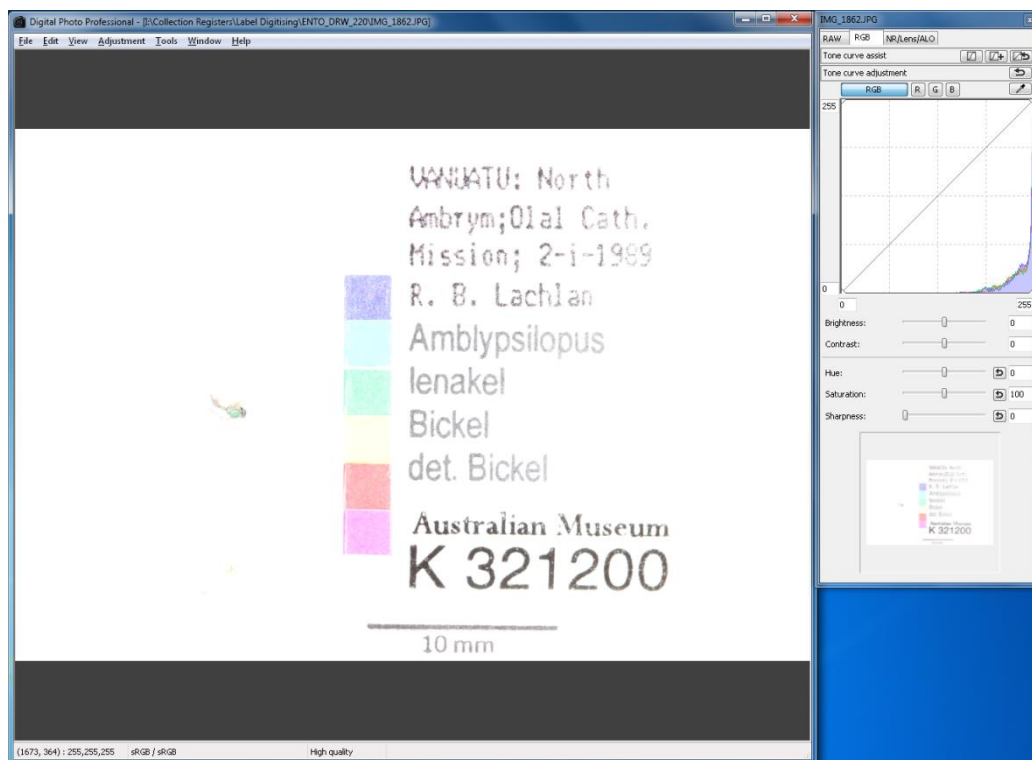 Digital Photo Professional - [I:\Collection Registers\Label Digitising\ENTO_DRW_220\IMG_1862.JPG]
File Edit View Adjustment Tools Window Help
VANUATU: North
Ambrym;Olal Cath.
Mission; 2-i-1989
R. B. Lachlan
Amblypsilopus
lenakel
Bickel
det. Bickel
Australian Museum
K 321200
10 mm
(1673, 364) : 255,255,255 sRGB / sRGB High quality
IMG_1862.JPG
RAW RGB NR/Lens/ALO
Tone curve assist
Tone curve adjustment
RGB R G B
255
0
0 255
Brightness: 0
Contrast: 0
Hue: 0
Saturation: 100
Sharpness: 0